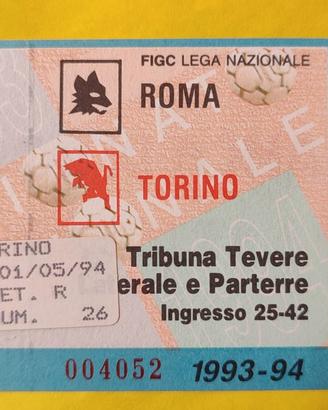 FIGC LEGA NAZIONALE
ROMA
TORINO
RINO
01/05/94
ET. R
UM. 26
Tribuna Tevere
erale e Parterre
Ingresso 25-42
004052 1993-94